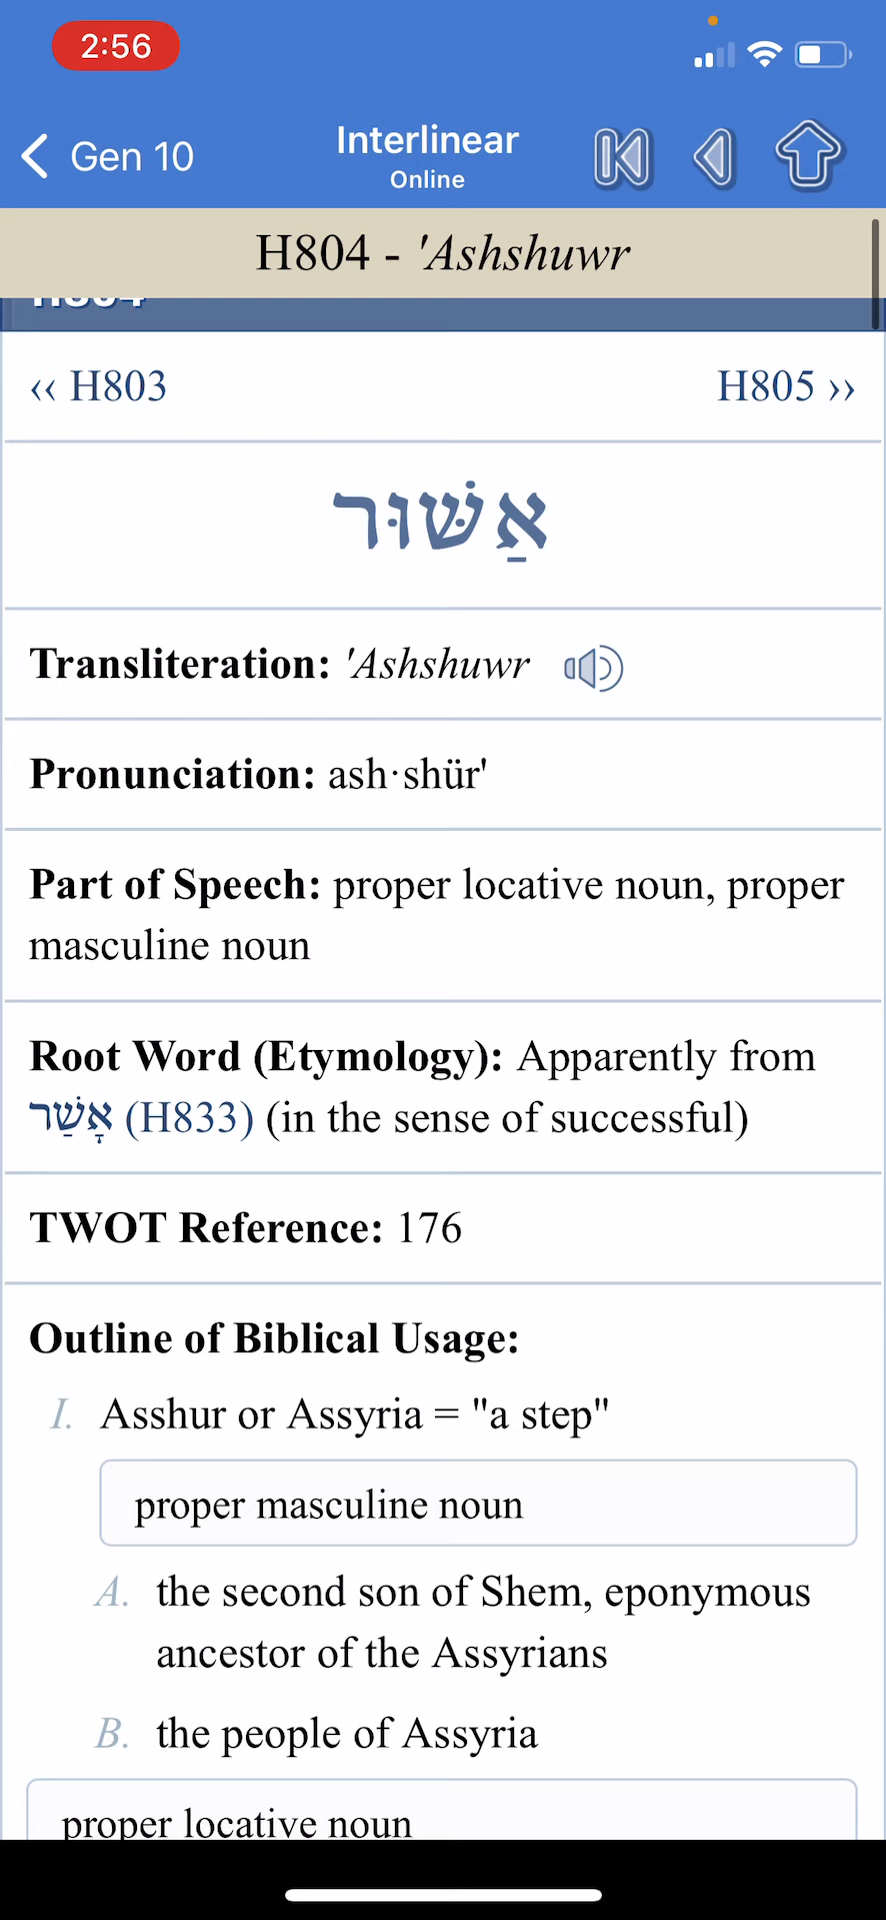 2:56
Gen 10
Interlinear
Online
H804 - 'Ashshuwr
H804
‹‹ H803
H805 ››
אַשּׁוּר
Transliteration: 'Ashshuwr
Pronunciation: ash·shür'
Part of Speech: proper locative noun, proper
masculine noun
Root Word (Etymology): Apparently from
אָשַׁר (H833) (in the sense of successful)
TWOT Reference: 176
Outline of Biblical Usage:
I. Asshur or Assyria = "a step"
proper masculine noun
A. the second son of Shem, eponymous
ancestor of the Assyrians
B. the people of Assyria
proper locative noun